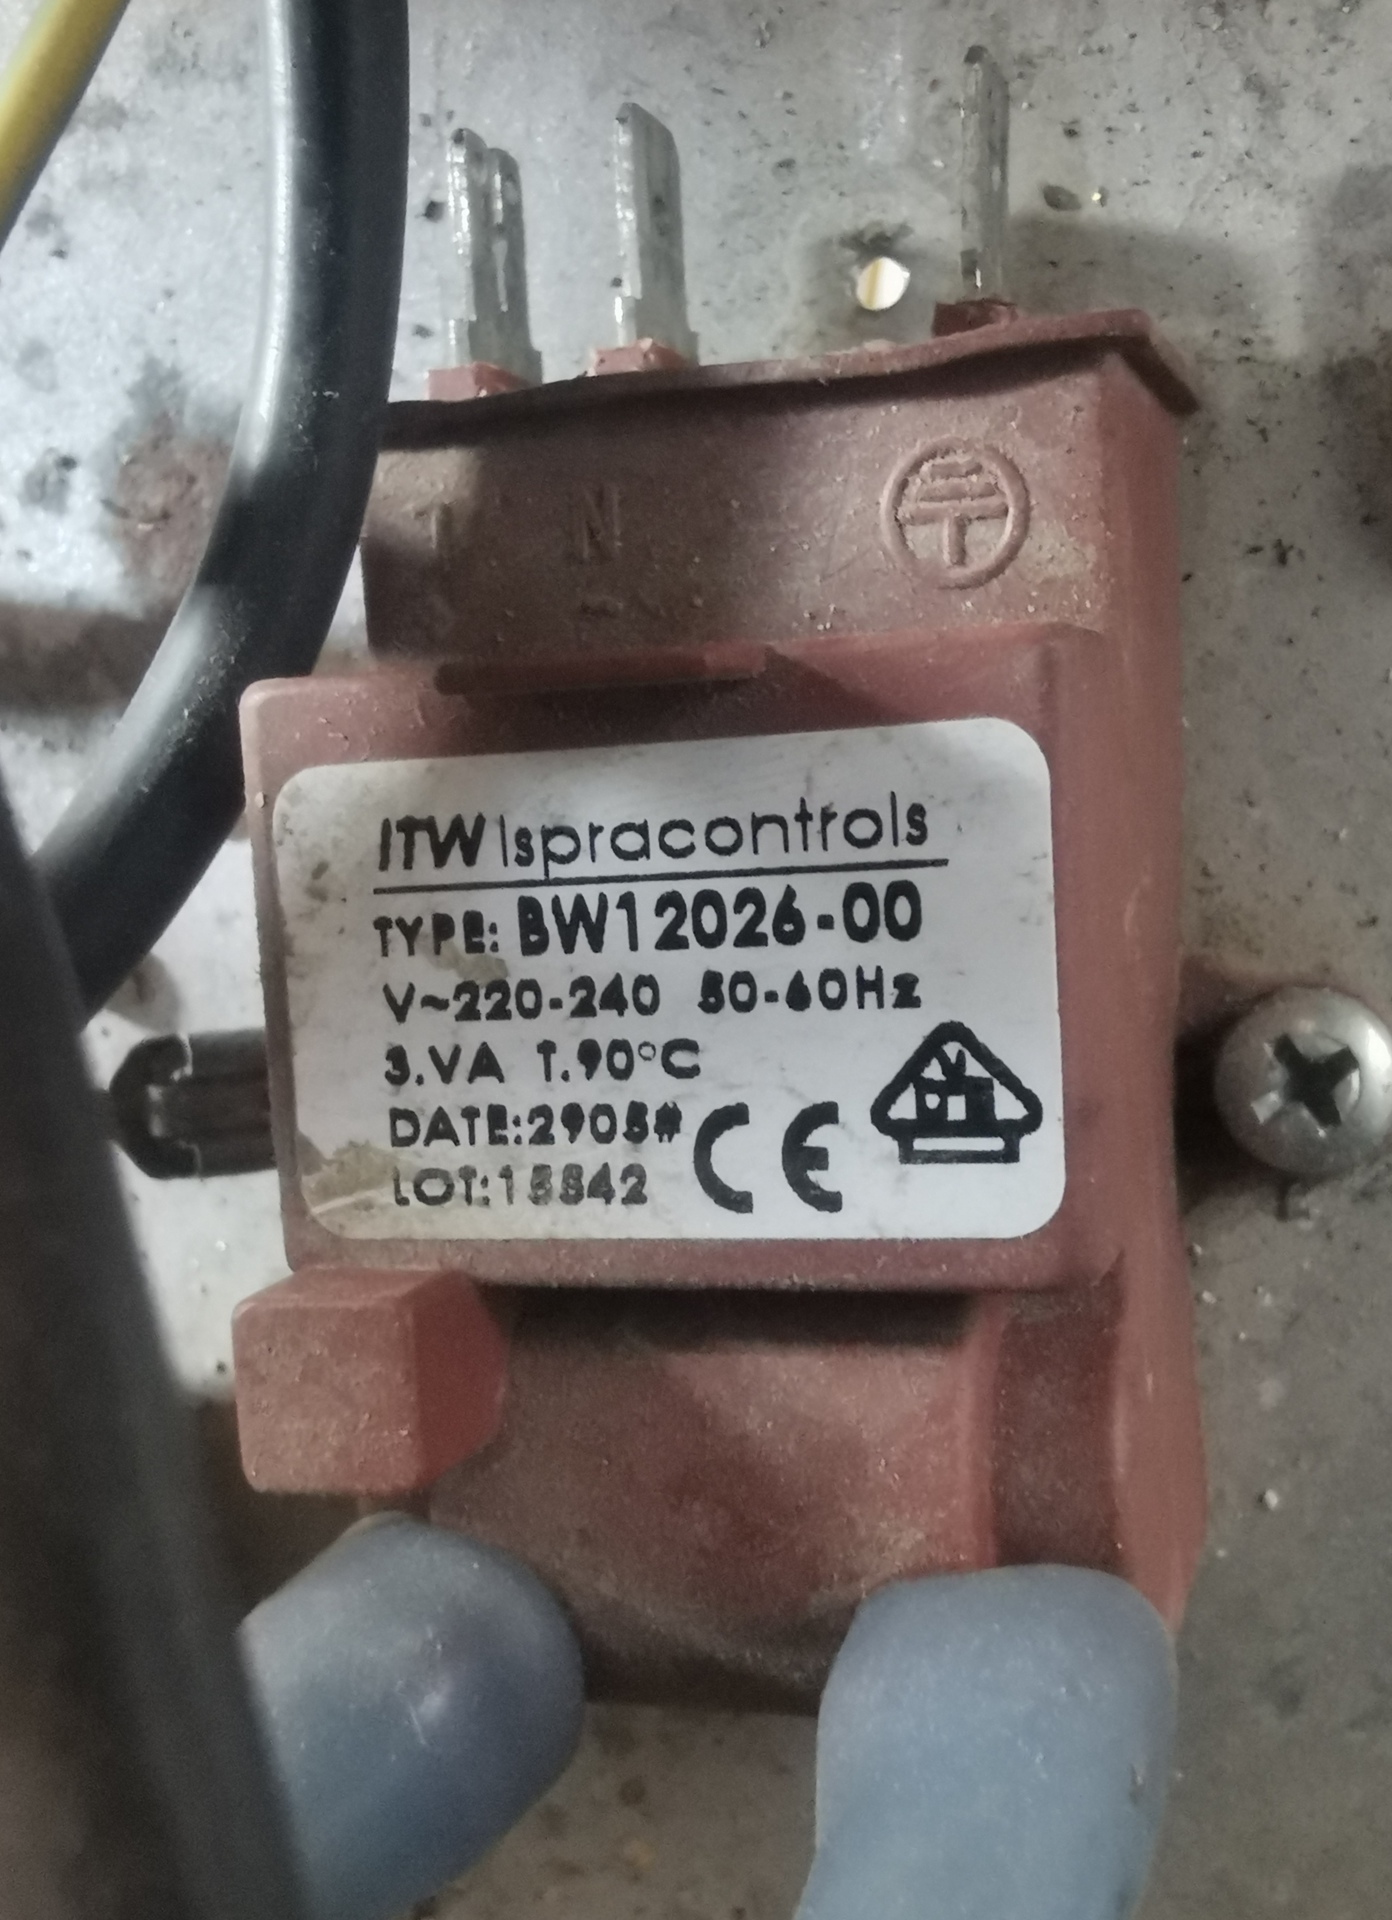 N
ITW Ispracontrols
TYPE: BW12026-00
V~220-240 50-60Hz
3.VA T.90°C
DATE:2905#
LOT:15842
CE